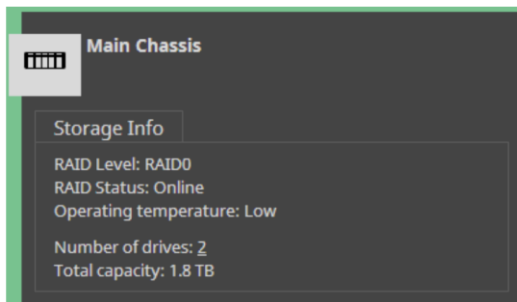 Main Chassis
Storage Info
RAID Level: RAID0
RAID Status: Online
Operating temperature: Low
Number of drives: 2
Total capacity: 1.8 TB